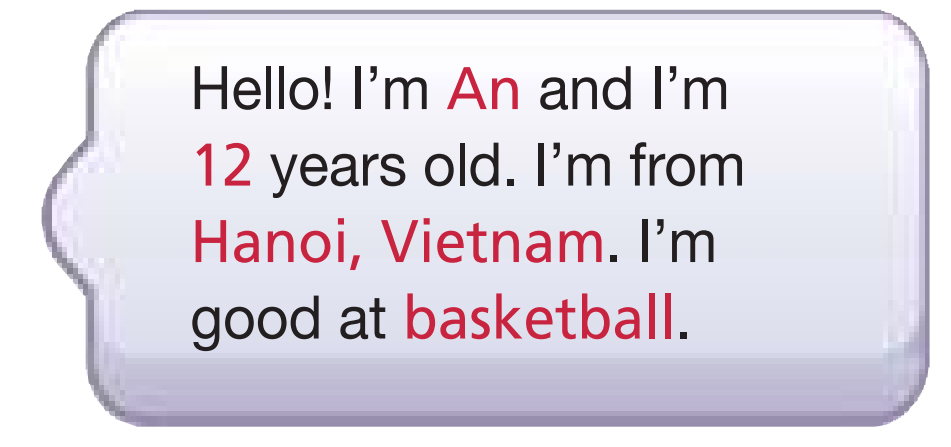 Hello! I’m An and I’m
12 years old. I’m from
Hanoi, Vietnam. I’m
good at basketball.